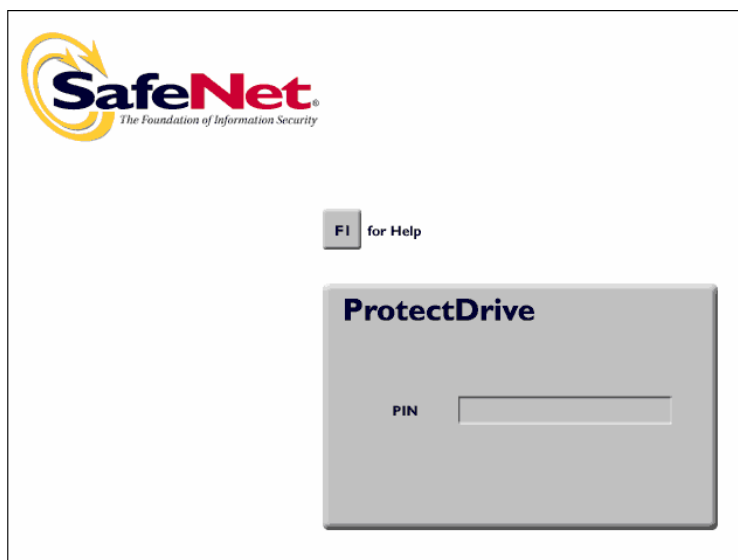 SafeNet®
The Foundation of Information Security
F1 for Help
ProtectDrive
PIN